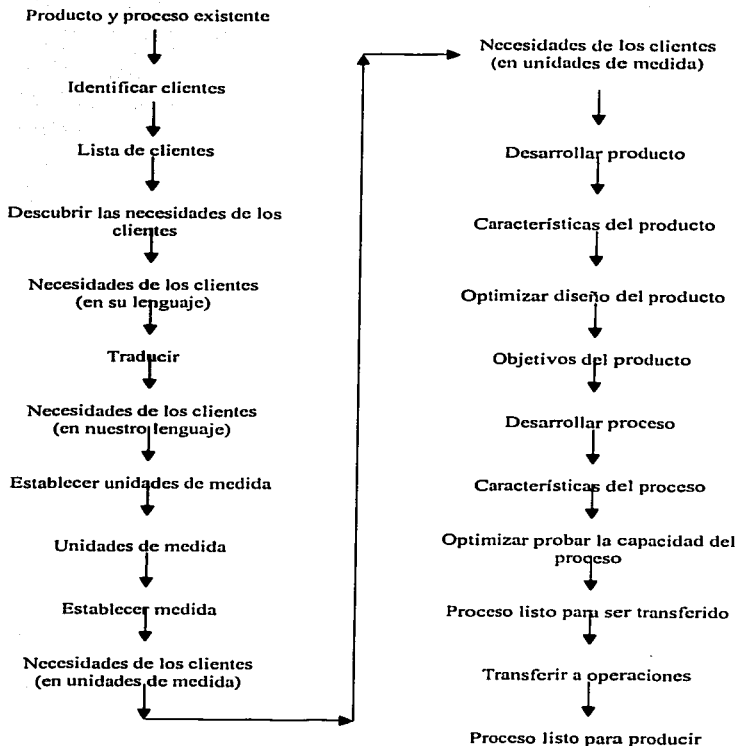 Producto y proceso existente
Identificar clientes
Lista de clientes
Descubrir las necesidades de los
clientes
Necesidades de los clientes
(en su lenguaje)
Traducir
Necesidades de los clientes
(en nuestro lenguaje)
Establecer unidades de medida
Unidades de medida
Establecer medida
Necesidades de los clientes
(en unidades de medida)
Necesidades de los clientes
(en unidades de medida)
Desarrollar producto
Características del producto
Optimizar diseño del producto
Objetivos del producto
Desarrollar proceso
Características del proceso
Optimizar probar la capacidad del
proceso
Proceso listo para ser transferido
Transferir a operaciones
Proceso listo para producir